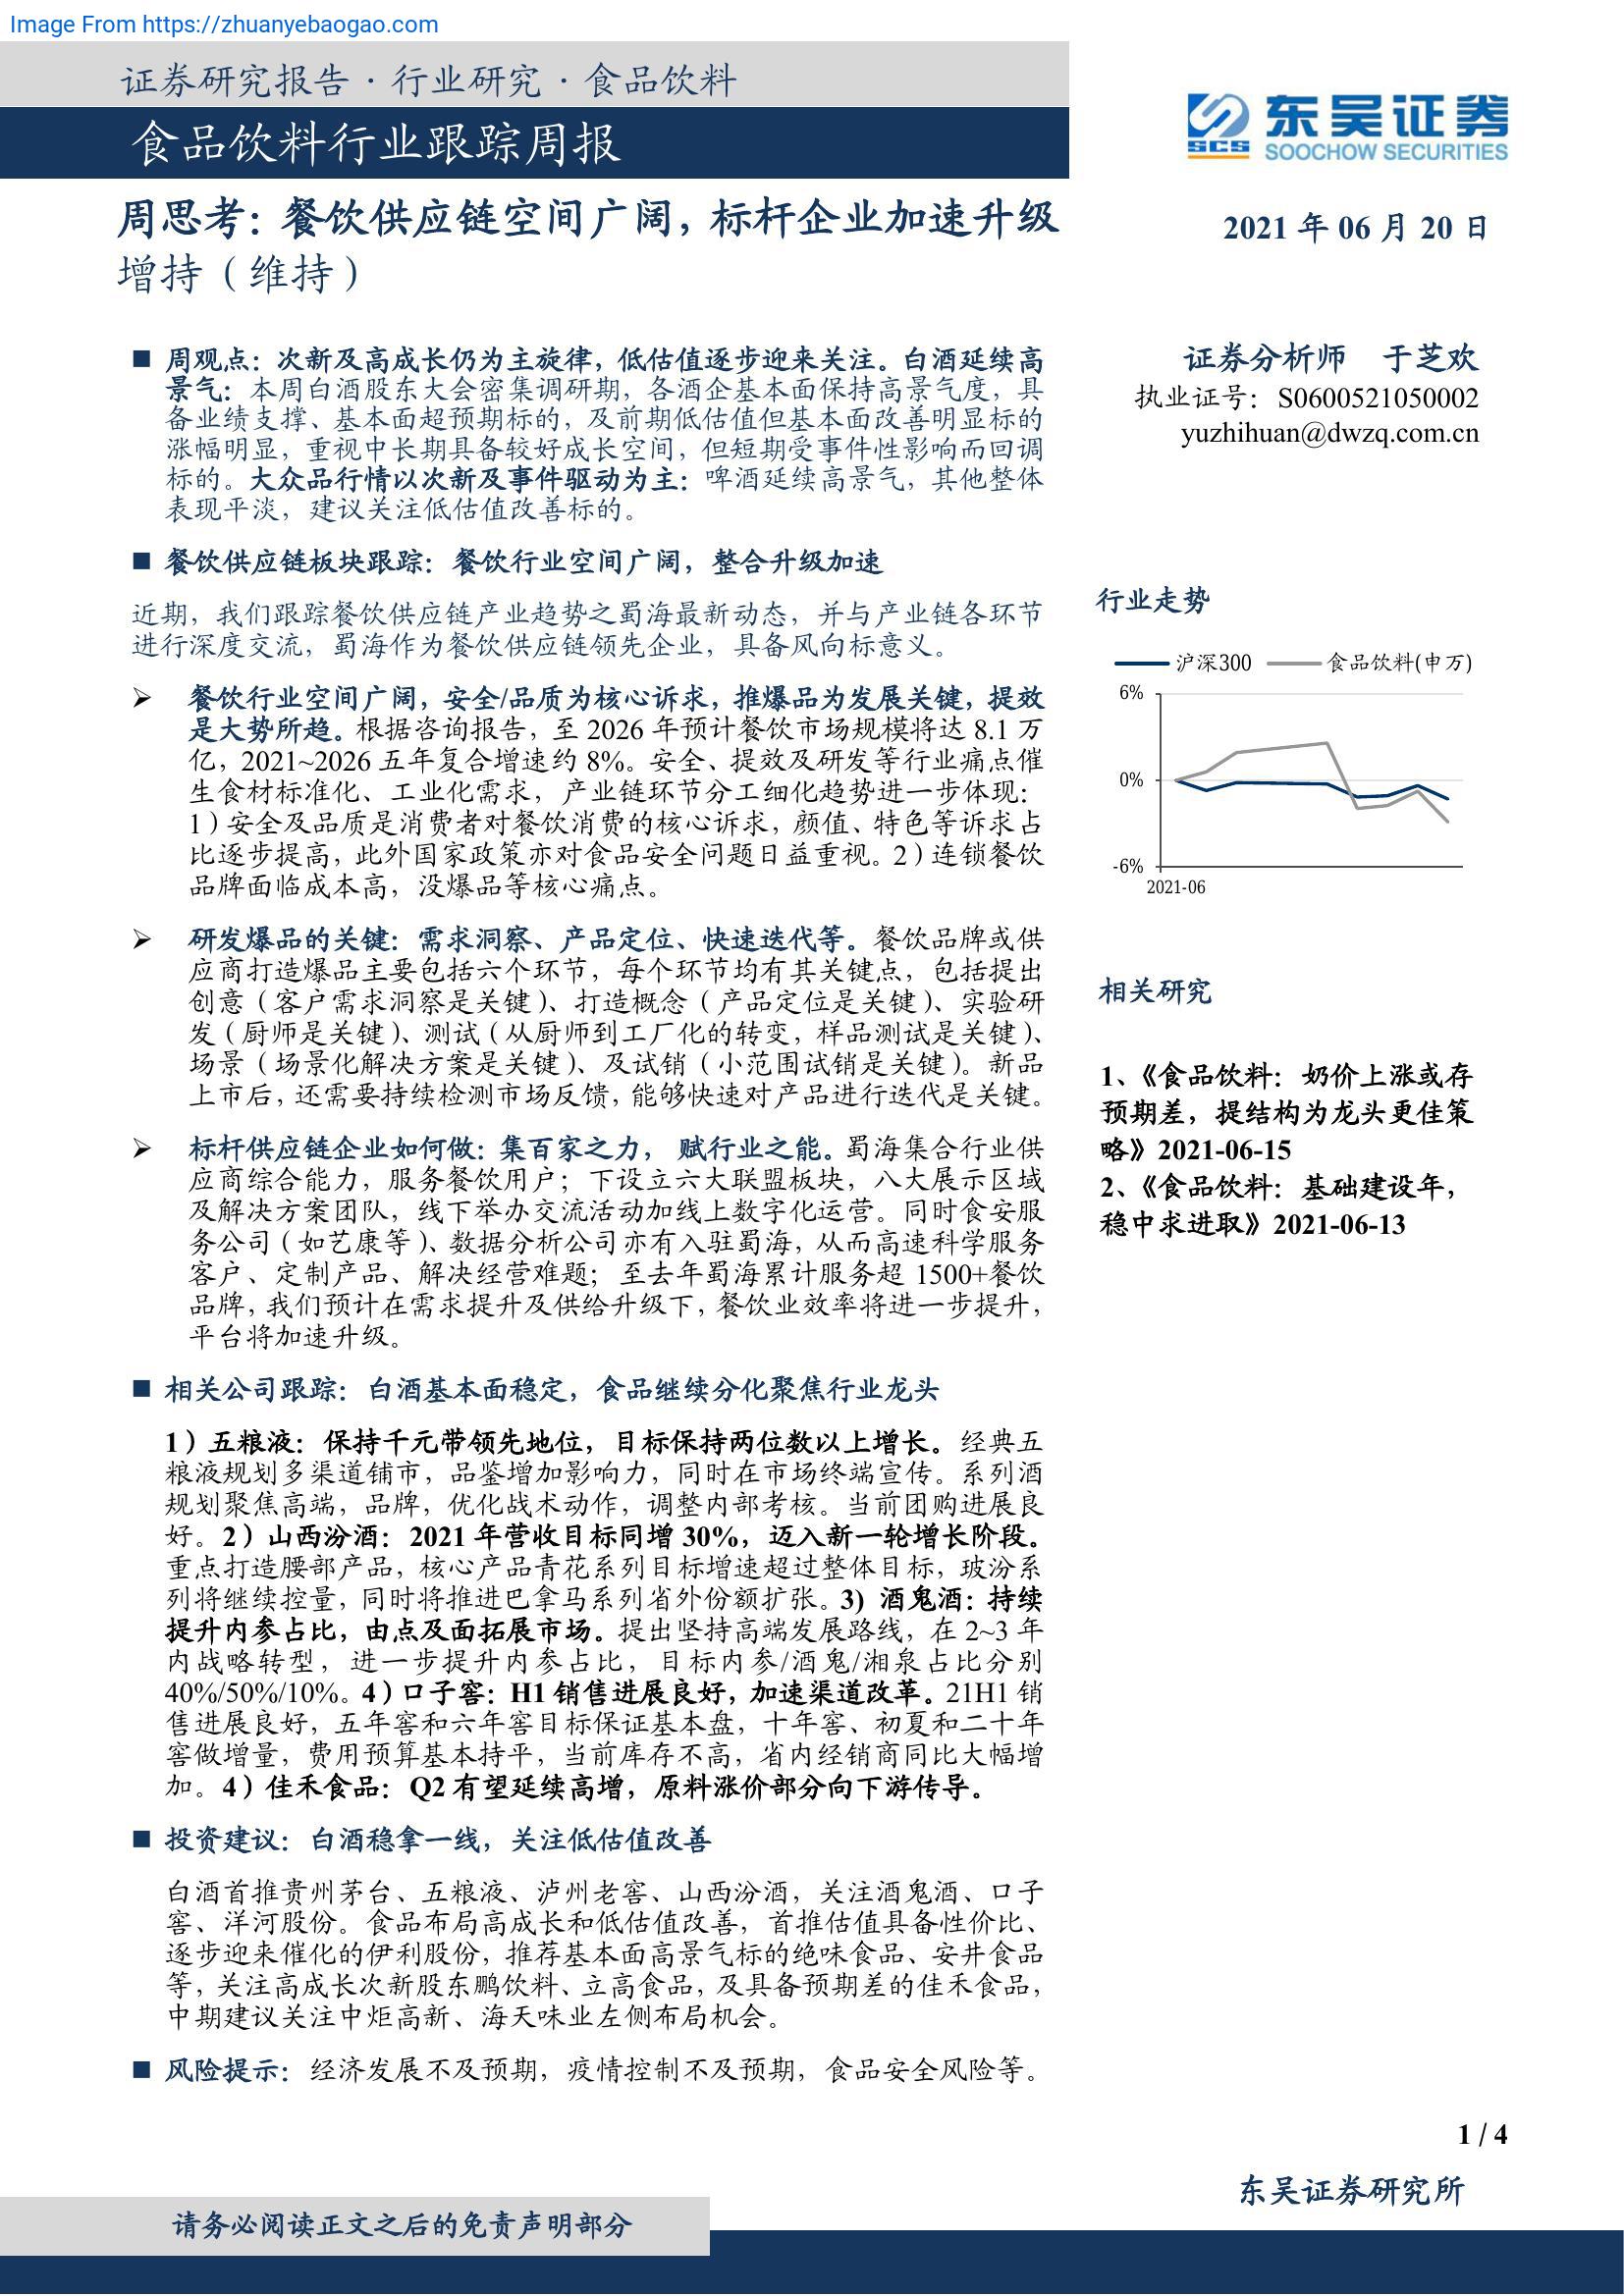 Image From https://zhuanyebaogao.com
证券研究报告·行业研究·食品饮料
食品饮料行业跟踪周报
东吴证券
SCS
SOOCHOW SECURITIES
周思考：餐饮供应链空间广阔，标杆企业加速升级
增持（维持）
2021 年 06 月 20 日
■ 周观点：次新及高成长仍为主旋律，低估值逐步迎来关注。白酒延续高
景气：本周白酒股东大会密集调研期，各酒企基本面保持高景气度，具
备业绩支撑、基本面超预期标的，及前期低估值但基本面改善明显标的
涨幅明显，重视中长期具备较好成长空间，但短期受事件性影响而回调
标的。大众品行情以次新及事件驱动为主：啤酒延续高景气，其他整体
表现平淡，建议关注低估值改善标的。
■ 餐饮供应链板块跟踪：餐饮行业空间广阔，整合升级加速
近期，我们跟踪餐饮供应链产业趋势之蜀海最新动态，并与产业链各环节
进行深度交流，蜀海作为餐饮供应链领先企业，具备风向标意义。
➢ 餐饮行业空间广阔，安全/品质为核心诉求，推爆品为发展关键，提效
是大势所趋。根据咨询报告，至 2026 年预计餐饮市场规模将达 8.1 万
亿，2021~2026 五年复合增速约 8%。安全、提效及研发等行业痛点催
生食材标准化、工业化需求，产业链环节分工细化趋势进一步体现：
1）安全及品质是消费者对餐饮消费的核心诉求，颜值、特色等诉求占
比逐步提高，此外国家政策亦对食品安全问题日益重视。2）连锁餐饮
品牌面临成本高，没爆品等核心痛点。
➢ 研发爆品的关键：需求洞察、产品定位、快速迭代等。餐饮品牌或供
应商打造爆品主要包括六个环节，每个环节均有其关键点，包括提出
创意（客户需求洞察是关键）、打造概念（产品定位是关键）、实验研
发（厨师是关键）、测试（从厨师到工厂化的转变，样品测试是关键）、
场景（场景化解决方案是关键）、及试销（小范围试销是关键）。新品
上市后，还需要持续检测市场反馈，能够快速对产品进行迭代是关键。
➢ 标杆供应链企业如何做：集百家之力， 赋行业之能。蜀海集合行业供
应商综合能力，服务餐饮用户；下设立六大联盟板块，八大展示区域
及解决方案团队，线下举办交流活动加线上数字化运营。同时食安服
务公司（如艺康等）、数据分析公司亦有入驻蜀海，从而高速科学服务
客户、定制产品、解决经营难题；至去年蜀海累计服务超 1500+餐饮
品牌，我们预计在需求提升及供给升级下，餐饮业效率将进一步提升，
平台将加速升级。
■ 相关公司跟踪：白酒基本面稳定，食品继续分化聚焦行业龙头
1）五粮液：保持千元带领先地位，目标保持两位数以上增长。经典五
粮液规划多渠道铺市，品鉴增加影响力，同时在市场终端宣传。系列酒
规划聚焦高端，品牌，优化战术动作，调整内部考核。当前团购进展良
好。2）山西汾酒：2021 年营收目标同增 30%，迈入新一轮增长阶段。
重点打造腰部产品，核心产品青花系列目标增速超过整体目标，玻汾系
列将继续控量，同时将推进巴拿马系列省外份额扩张。3) 酒鬼酒：持续
提升内参占比，由点及面拓展市场。提出坚持高端发展路线，在 2~3 年
内战略转型，进一步提升内参占比，目标内参/酒鬼/湘泉占比分别
40%/50%/10%。4）口子窖：H1 销售进展良好，加速渠道改革。21H1 销
售进展良好，五年窖和六年窖目标保证基本盘，十年窖、初夏和二十年
窖做增量，费用预算基本持平，当前库存不高，省内经销商同比大幅增
加。4）佳禾食品：Q2 有望延续高增，原料涨价部分向下游传导。
■ 投资建议：白酒稳拿一线，关注低估值改善
白酒首推贵州茅台、五粮液、泸州老窖、山西汾酒，关注酒鬼酒、口子
窖、洋河股份。食品布局高成长和低估值改善，首推估值具备性价比、
逐步迎来催化的伊利股份，推荐基本面高景气标的绝味食品、安井食品
等，关注高成长次新股东鹏饮料、立高食品，及具备预期差的佳禾食品，
中期建议关注中炬高新、海天味业左侧布局机会。
■ 风险提示：经济发展不及预期，疫情控制不及预期，食品安全风险等。
证券分析师 于芝欢
执业证号：S0600521050002
yuzhihuan@dwzq.com.cn
行业走势
沪深300 食品饮料(申万)
6%
0%
-6%
2021-06
相关研究
1、《食品饮料：奶价上涨或存
预期差，提结构为龙头更佳策
略》2021-06-15
2、《食品饮料：基础建设年，
稳中求进取》2021-06-13
1 / 4
东吴证券研究所
请务必阅读正文之后的免责声明部分